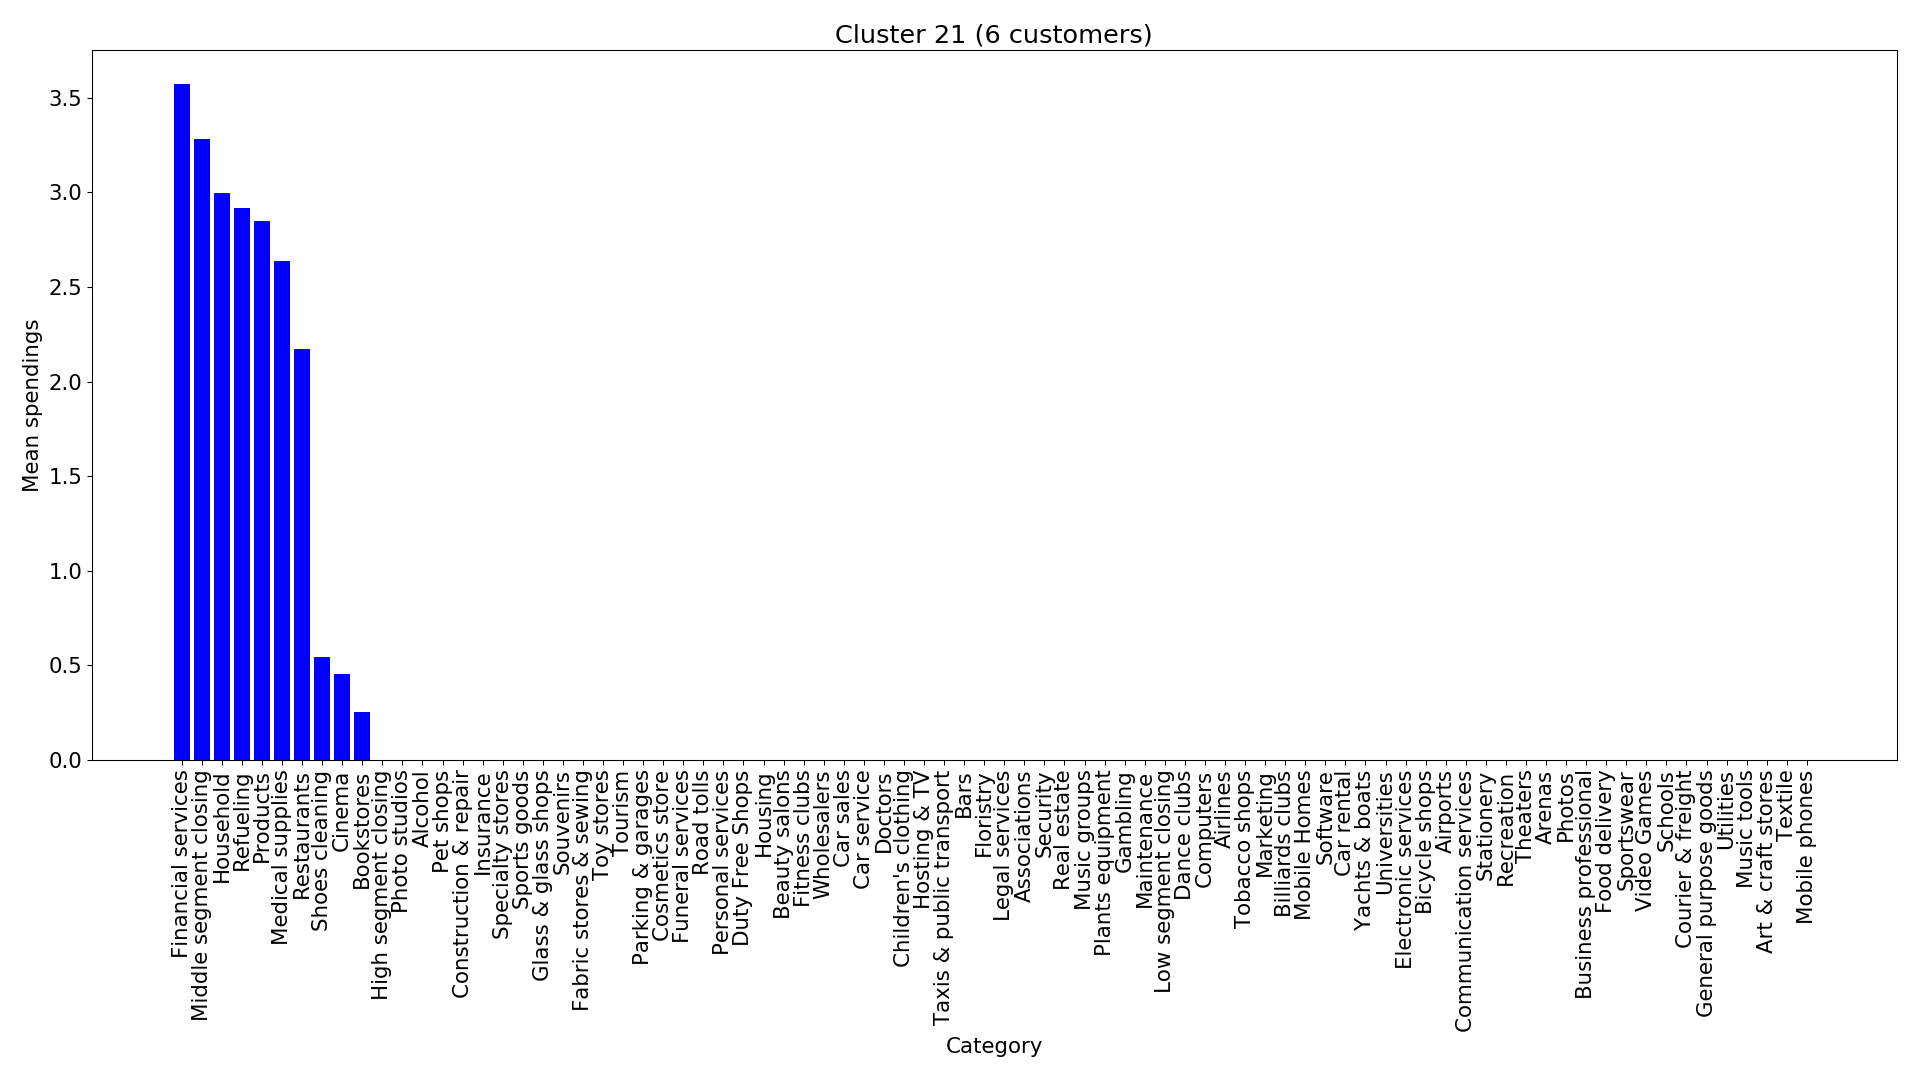 Cluster 21 (6 customers)
Mean spendings
3.5
3.0
2.5
2.0
1.5
1.0
0.5
0.0
Financial services
Middle segment closing
Household
Refueling
Products
Medical supplies
Restaurants
Shoes cleaning
Cinema
Bookstores
High segment closing
Photo studios
Alcohol
Pet shops
Construction & repair
Insurance
Specialty stores
Sports goods
Glass & glass shops
Souvenirs
Fabric stores & sewing
Toy stores
Tourism
Parking & garages
Cosmetics store
Funeral services
Road tolls
Personal services
Duty Free Shops
Housing
Beauty salons
Fitness clubs
Wholesalers
Car sales
Car service
Doctors
Children's clothing
Hosting & TV
Taxis & public transport
Bars
Floristry
Legal services
Associations
Security
Real estate
Music groups
Plants equipment
Gambling
Maintenance
Low segment closing
Dance clubs
Computers
Airlines
Tobacco shops
Marketing
Billiards clubs
Mobile Homes
Software
Car rental
Yachts & boats
Universities
Electronic services
Bicycle shops
Airports
Communication services
Stationery
Recreation
Theaters
Arenas
Photos
Business professional
Food delivery
Sportswear
Video Games
Schools
Courier & freight
General purpose goods
Utilities
Music tools
Art & craft stores
Textile
Mobile phones
Category